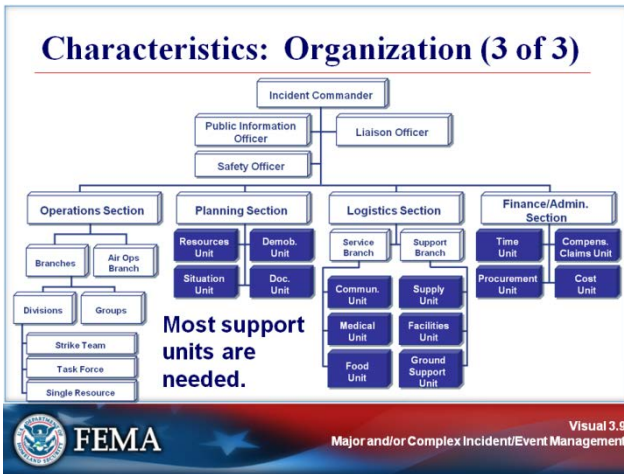 Characteristics: Organization (3 of 3)
Incident Commander
Public Information
Officer
Liaison Officer
Safety Officer
Operations Section
Planning Section
Logistics Section
Finance/Admin.
Section
Branches
Air Ops
Branch
Divisions
Groups
Strike Team
Task Force
Single Resource
Resources
Unit
Demob.
Unit
Situation
Unit
Doc.
Unit
Service
Branch
Support
Branch
Commun.
Unit
Supply
Unit
Medical
Unit
Facilities
Unit
Food
Unit
Ground
Support
Unit
Time
Unit
Compens.
Claims Unit
Procurement
Unit
Cost
Unit
Most support
units are
needed.
FEMA
Visual 3.9
Major and/or Complex Incident/Event Management